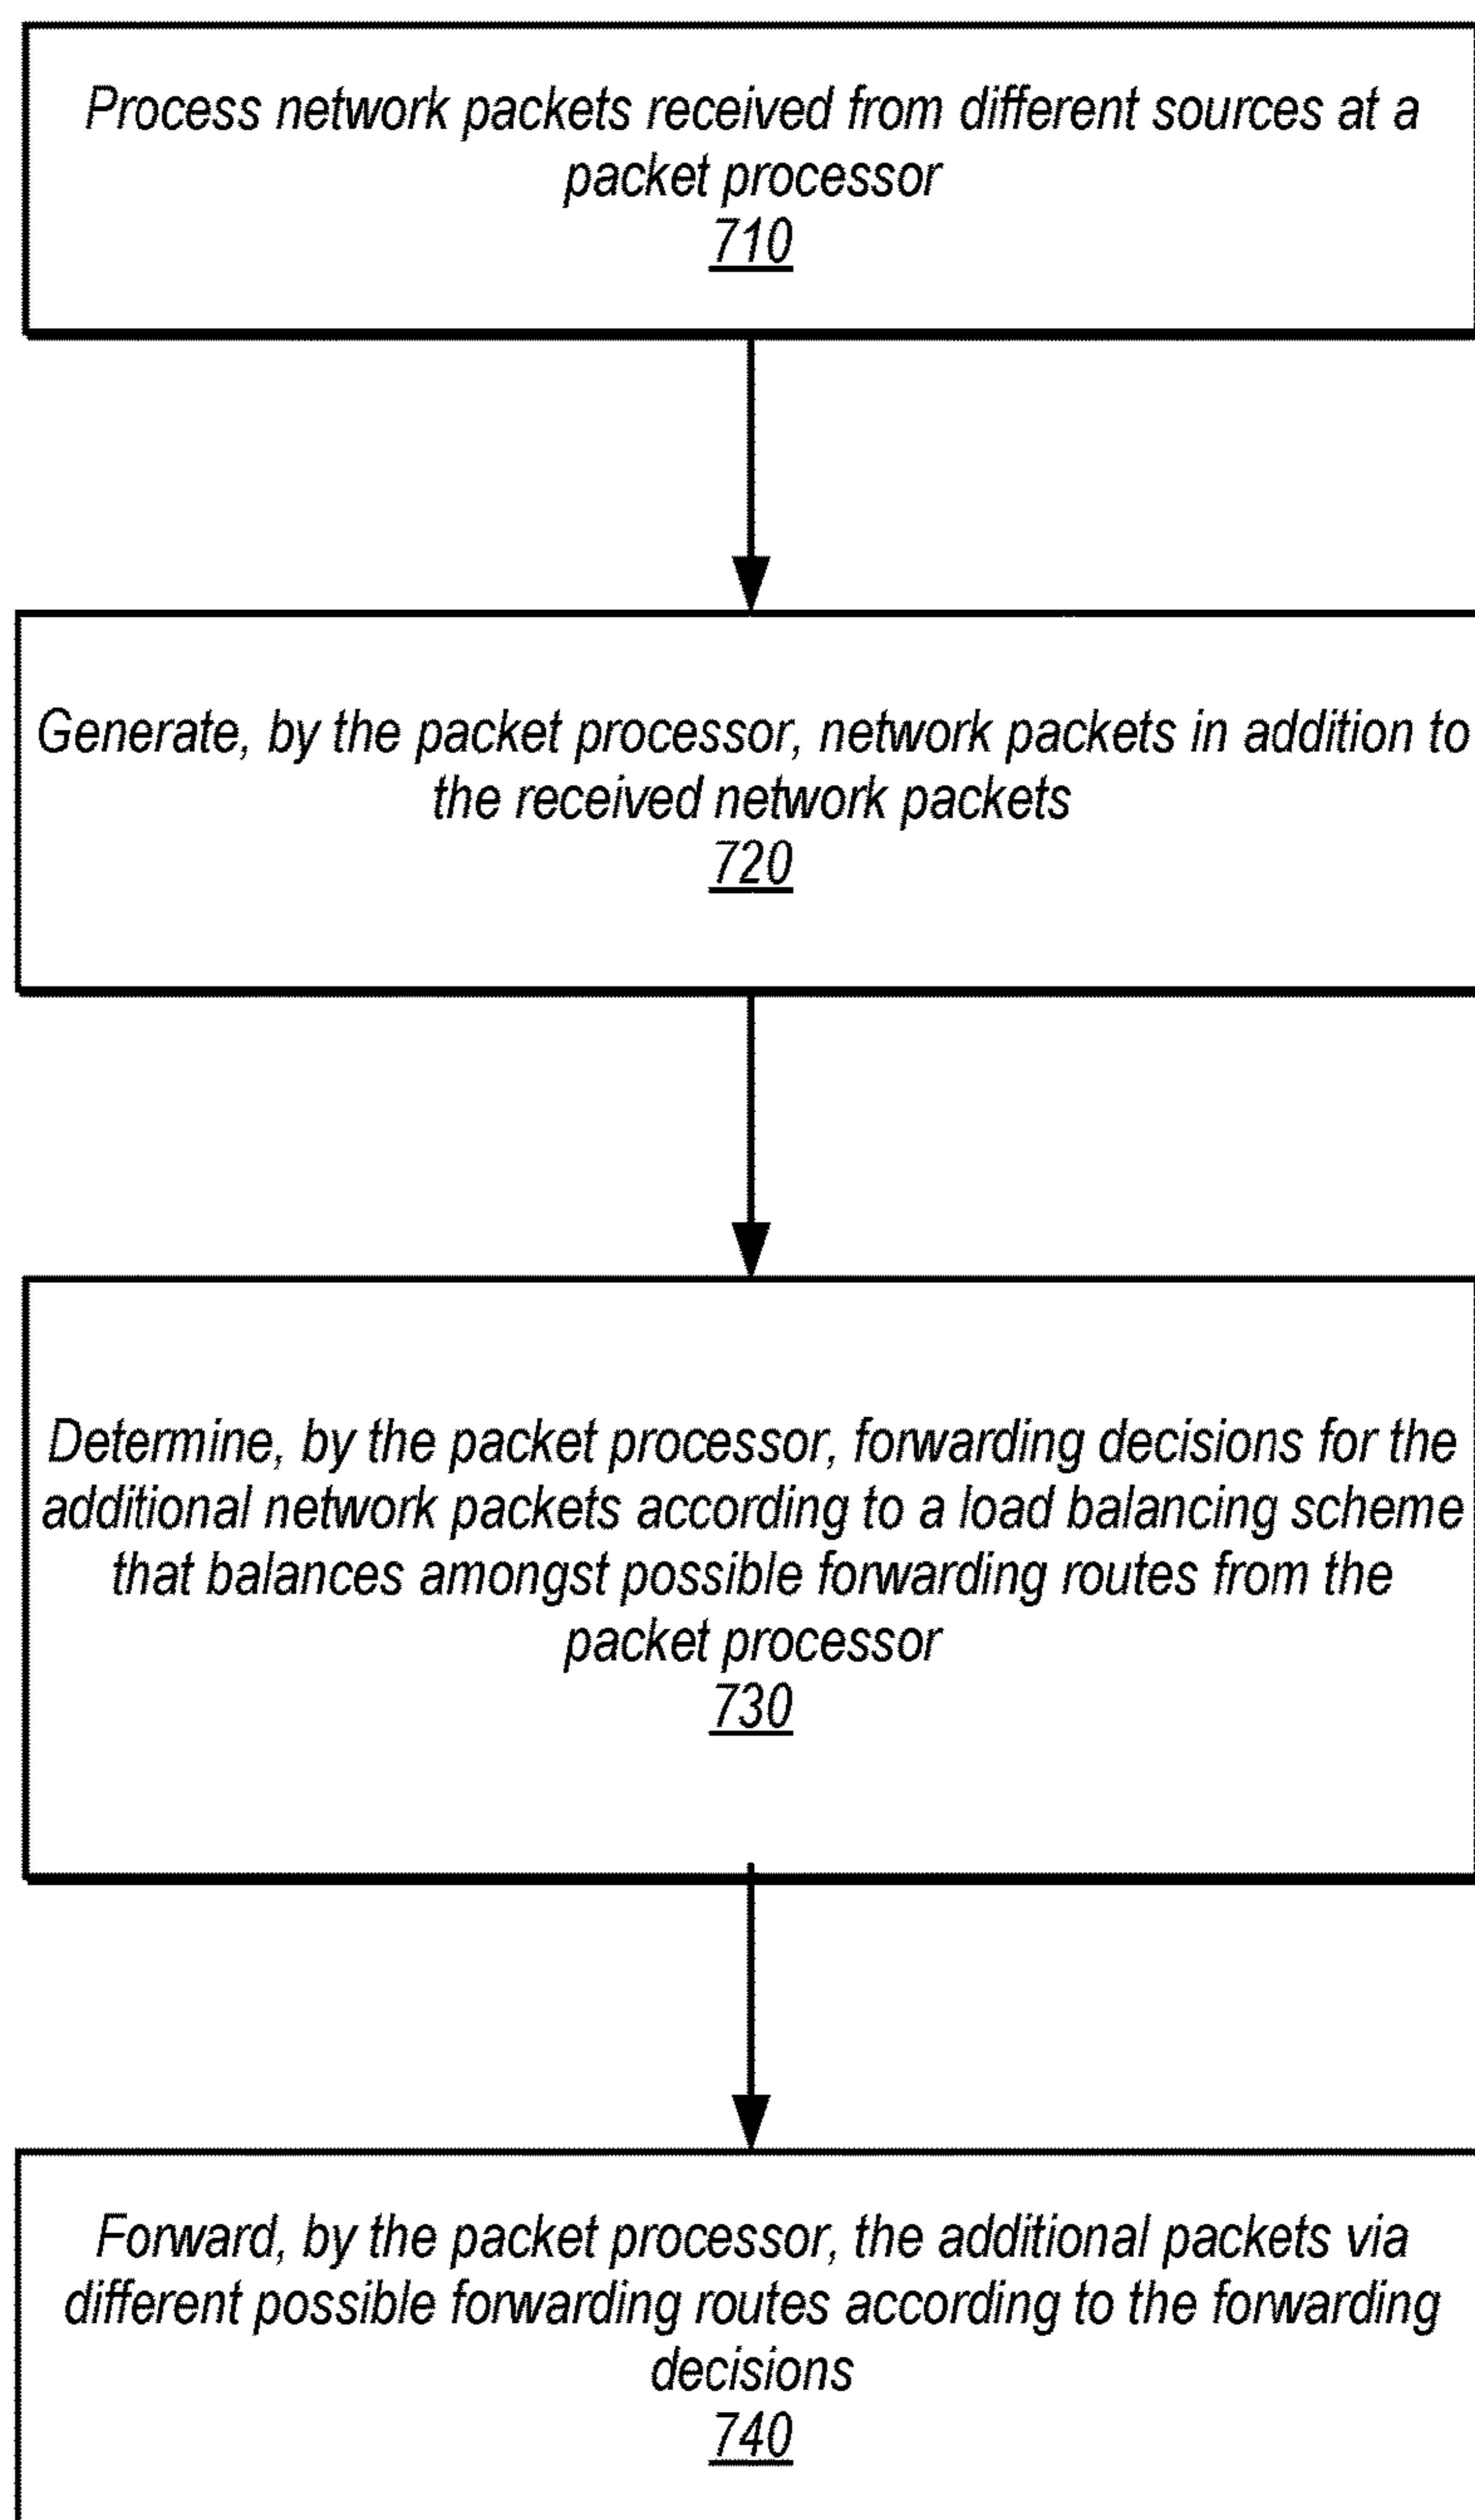 Process network packets received from different sources at a
packet processor
710
Generate, by the packet processor, network packets in addition to
the received network packets
720
Determine, by the packet processor, forwarding decisions for the
additional network packets according to a load balancing scheme
that balances amongst possible forwarding routes from the
packet processor
730
Forward, by the packet processor, the additional packets via
different possible forwarding routes according to the forwarding
decisions
740